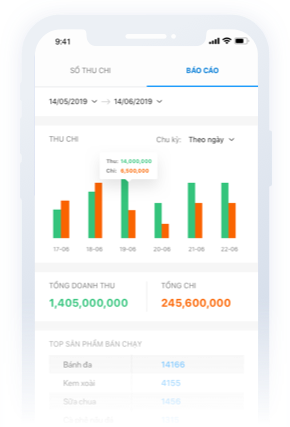 9:41
SỔ THU CHI
BÁO CÁO
14/05/2019 → 14/06/2019
THU CHI
Chu kỳ: Theo ngày
Thu: 14,000,000
Chi: 6,500,000
17-06 18-06 19-06 20-06 21-06 22-06
TỔNG DOANH THU
TỔNG CHI
1,405,000,000
245,600,000
TOP SẢN PHẨM BÁN CHẠY
Bánh đa 14166
Kem xoài 4155
Sữa chua